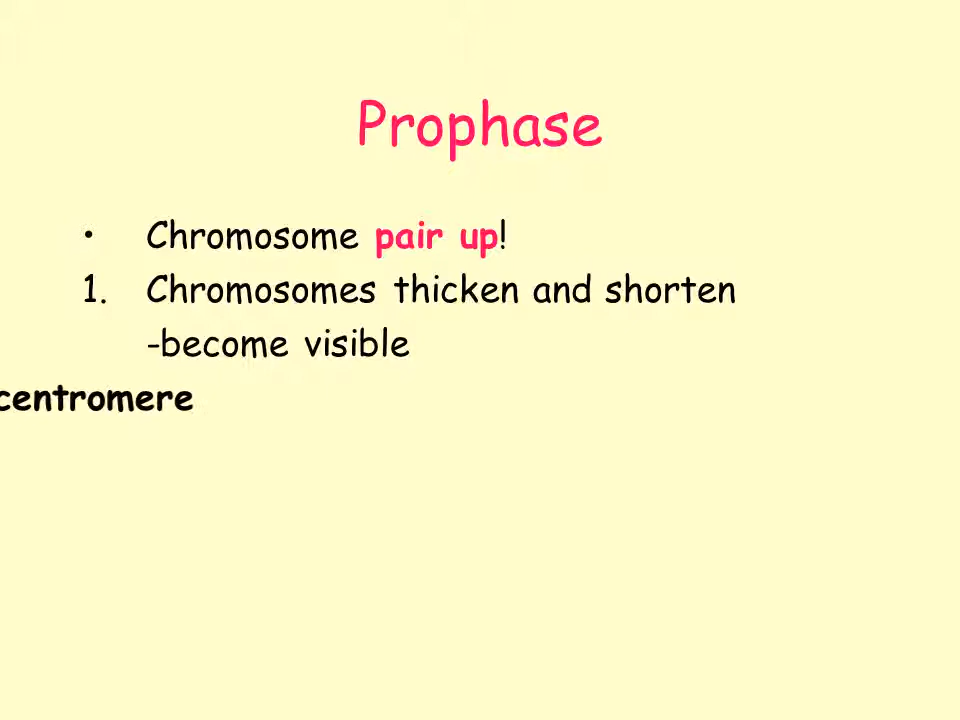 Prophase
• Chromosome pair up!
1. Chromosomes thicken and shorten
-become visible
centromere